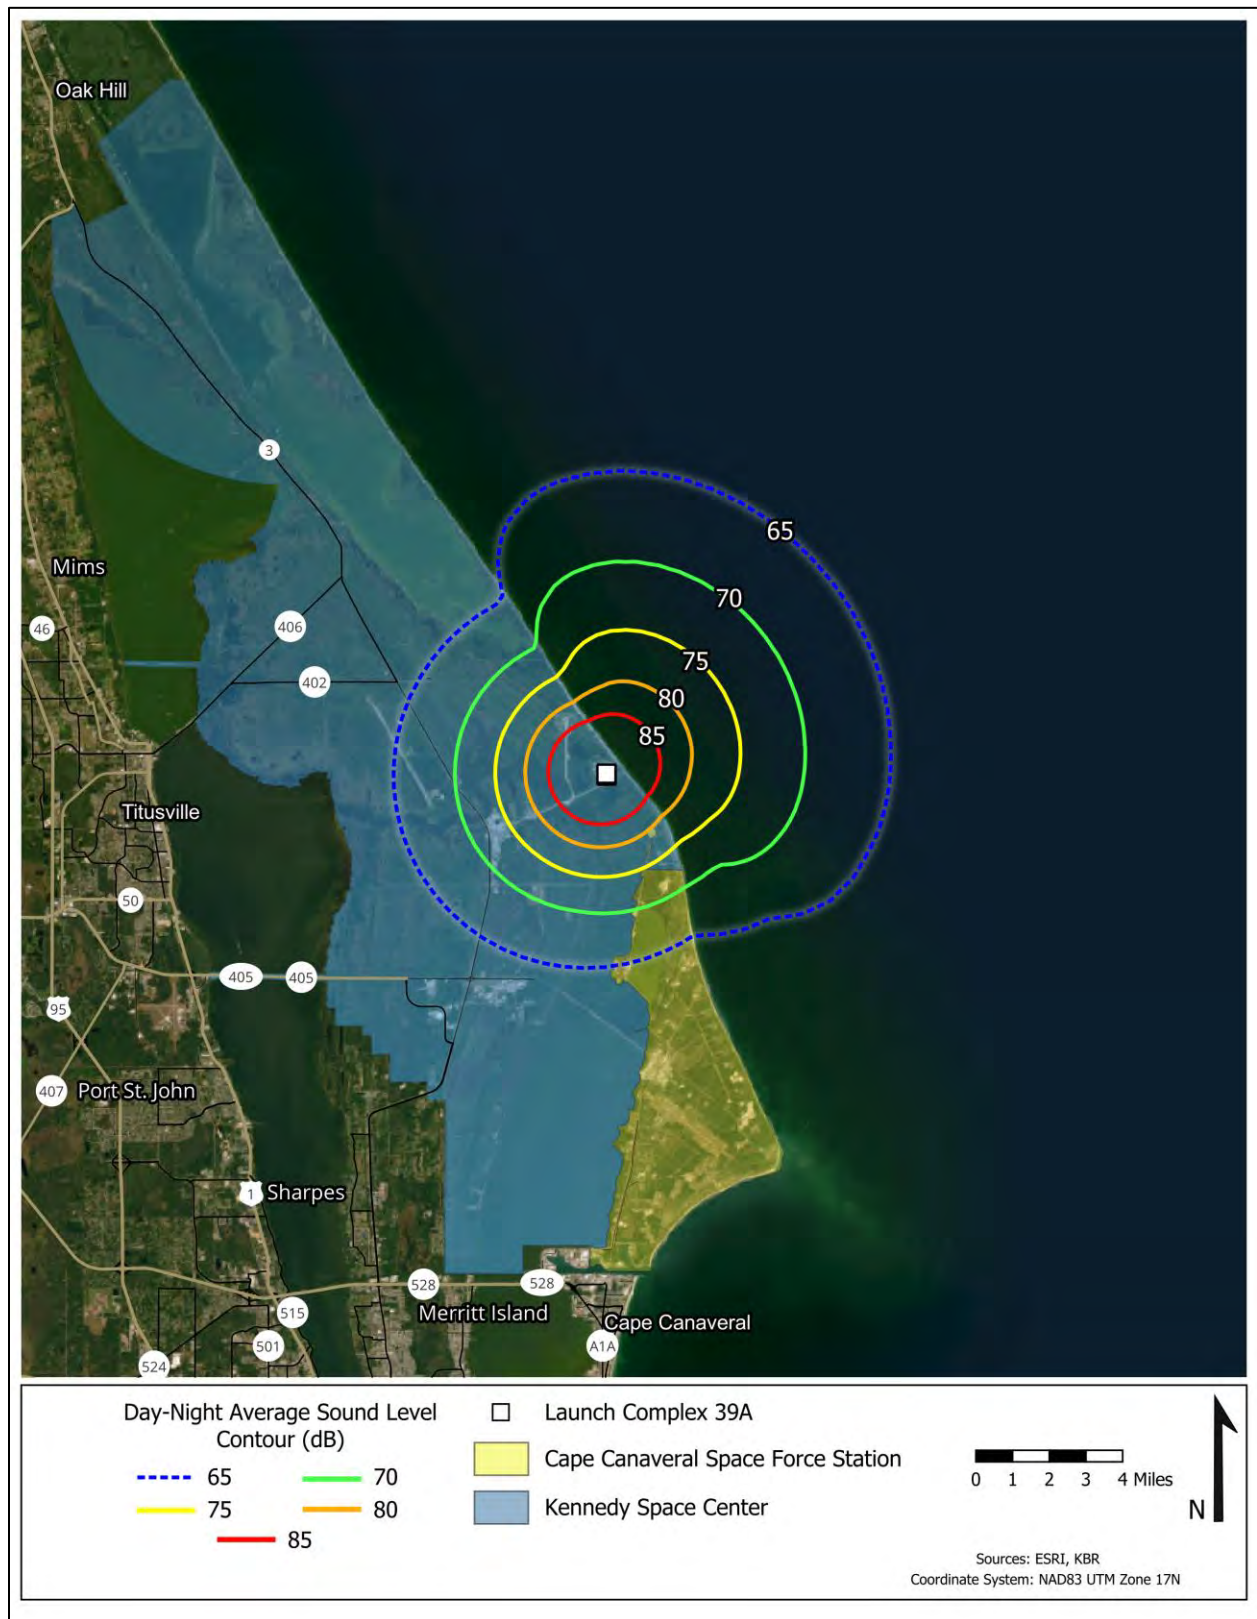 Oak Hill
3
65
Mims
70
46
406
75
402
80
85
Titusville
50
405
405
95
407
Port St. John
1
Sharpes
528
528
515
Merritt Island
Cape Canaveral
501
A1A
524
Day-Night Average Sound Level
Contour (dB)
65
70
75
80
85
Launch Complex 39A
Cape Canaveral Space Force Station
Kennedy Space Center
0 1 2 3 4 Miles
N
Sources: ESRI, KBR
Coordinate System: NAD83 UTM Zone 17N